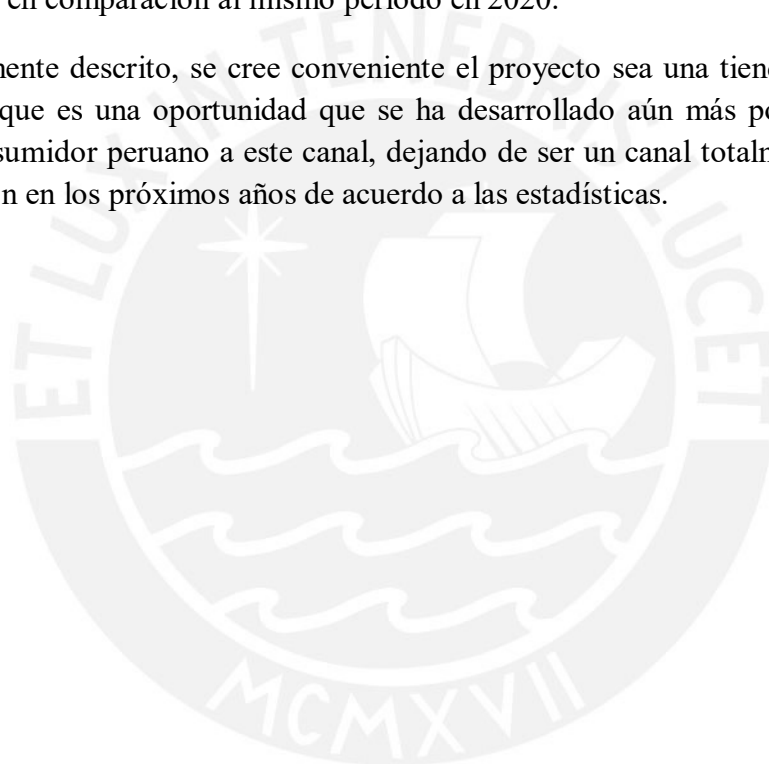 en comparación al mismo periodo en 2020.
mente descrito, se cree conveniente el proyecto sea una tien
que es una oportunidad que se ha desarrollado aún más po
sumidor peruano a este canal, dejando de ser un canal totaln
n en los próximos años de acuerdo a las estadísticas.
ET LUX IN TENEBRIS LUCET
MCMXVII